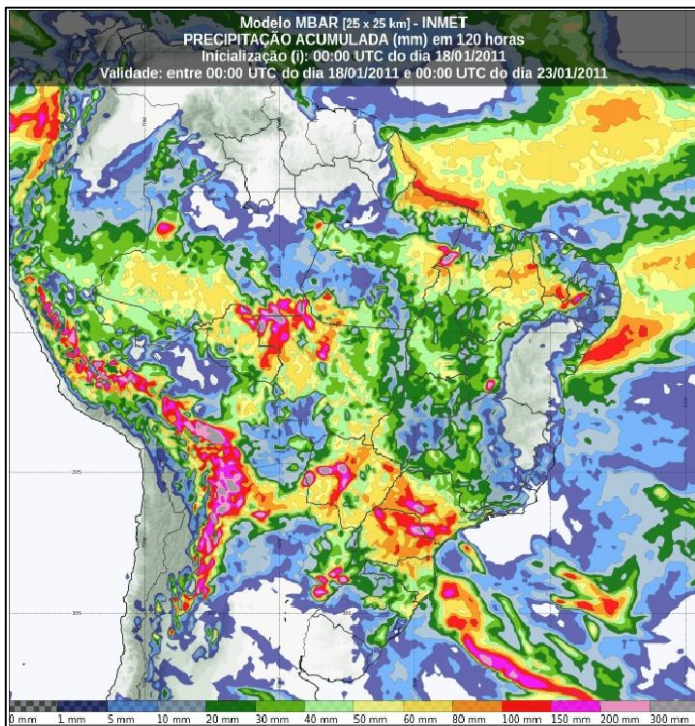 Modelo MBAR [25 x 25 km] - INMET
PRECIPITAÇÃO ACUMULADA (mm) em 120 horas
Inicialização (i): 00:00 UTC do dia 18/01/2011
Validade: entre 00:00 UTC do dia 18/01/2011 e 00:00 UTC do dia 23/01/2011
20S
30S
0 mm 1 mm 5 mm 10 mm 20 mm 30 mm 40 mm 50 mm 60 mm 80 mm 100 mm 150 mm 200 mm 300 mm